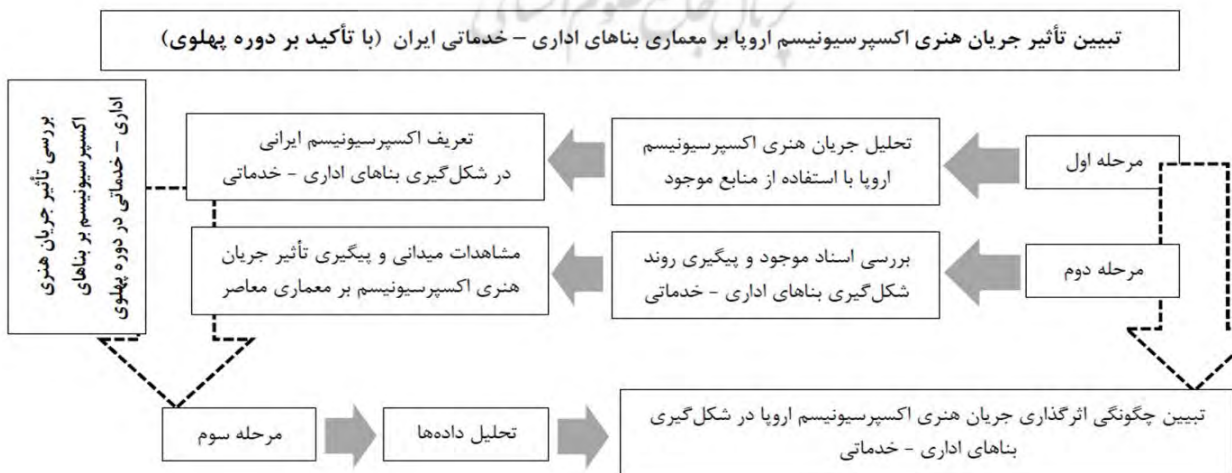 پرتال جامع علوم انسانی
تبیین تأثیر جریان هنری اکسپرسیونیسم اروپا بر معماری بناهای اداری – خدماتی ایران (با تأکید بر دوره پهلوی)
مرحله اول
تحلیل جریان هنری اکسپرسیونیسم
اروپا با استفاده از منابع موجود
تعریف اکسپرسیونیسم ایرانی
در شکل‌گیری بناهای اداری – خدماتی
مرحله دوم
بررسی اسناد موجود و پیگیری روند
شکل‌گیری بناهای اداری – خدماتی
مشاهدات میدانی و پیگیری تأثیر جریان
هنری اکسپرسیونیسم بر معماری معاصر
بررسی تأثیر جریان هنری
اکسپرسیونیسم بر بناهای
اداری – خدماتی در دوره پهلوی
مرحله سوم
تحلیل داده‌ها
تبیین چگونگی اثرگذاری جریان هنری اکسپرسیونیسم اروپا در شکل‌گیری
بناهای اداری – خدماتی